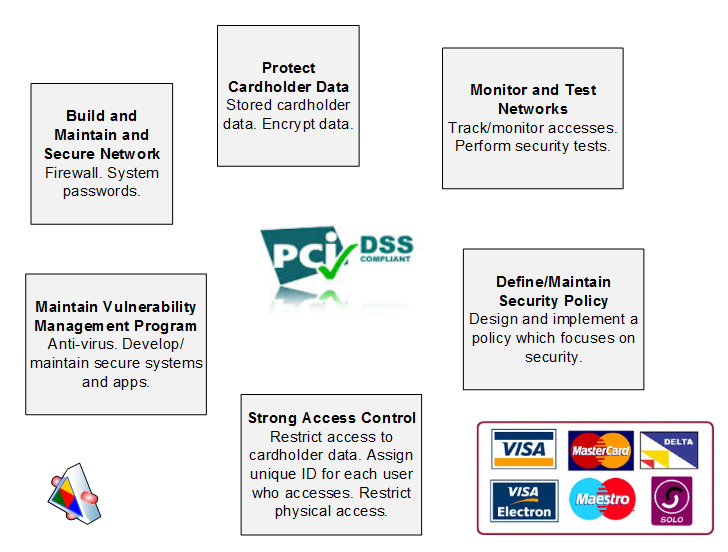 Protect
Cardholder Data
Stored cardholder
data. Encrypt data.
Monitor and Test
Networks
Track/monitor accesses.
Perform security tests.
Build and
Maintain and
Secure Network
Firewall. System
passwords.
PCi DSS
COMPLIANT
Define/Maintain
Security Policy
Design and implement a
policy which focuses on
security.
Maintain Vulnerability
Management Program
Anti-virus. Develop/
maintain secure systems
and apps.
Strong Access Control
Restrict access to
cardholder data. Assign
unique ID for each user
who accesses. Restrict
physical access.
VISA
MasterCard
DELTA
VISA
Electron
Maestro
SOLO